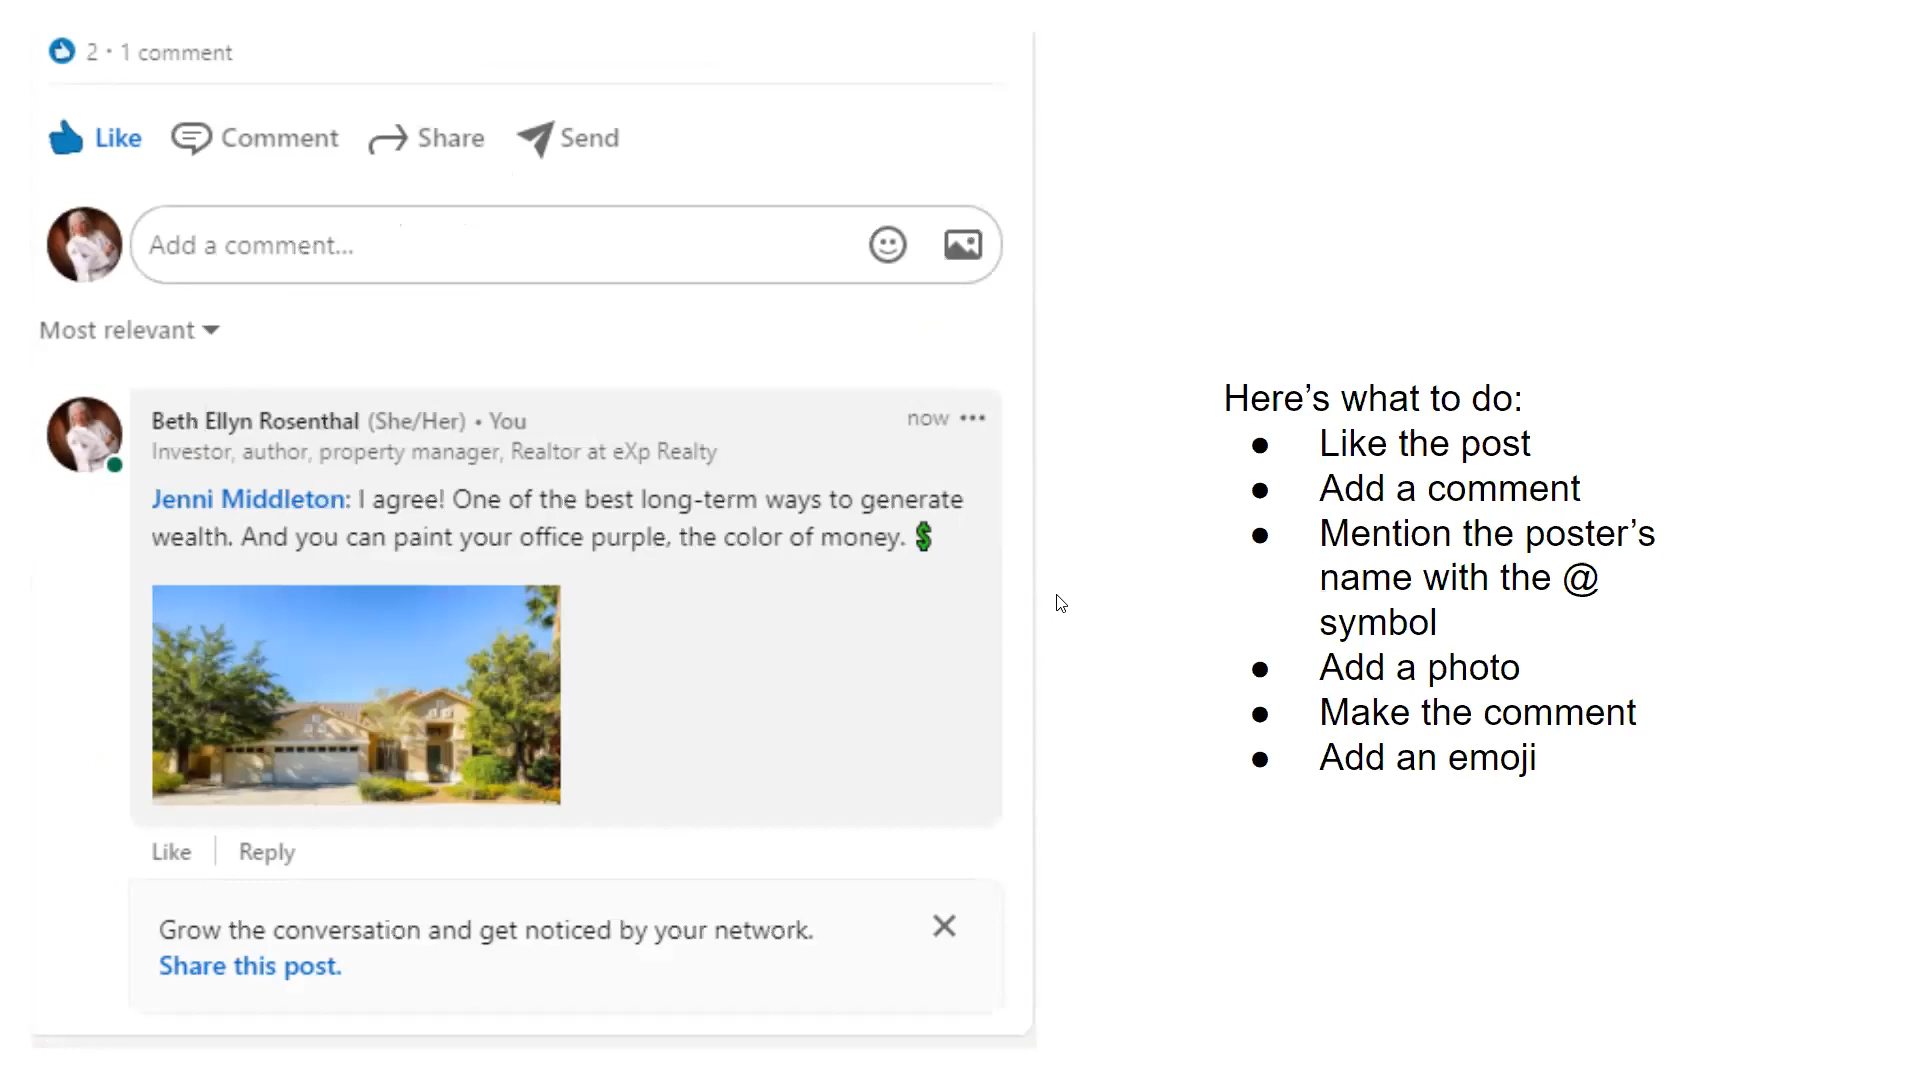 2 • 1 comment
Like Comment Share Send
Add a comment...
Most relevant
Beth Ellyn Rosenthal (She/Her) • You now •••
Investor, author, property manager, Realtor at eXp Realty
Jenni Middleton: I agree! One of the best long-term ways to generate
wealth. And you can paint your office purple, the color of money. 💲
Like Reply
Grow the conversation and get noticed by your network.
Share this post.
Here’s what to do:
● Like the post
● Add a comment
● Mention the poster’s
name with the @
symbol
● Add a photo
● Make the comment
● Add an emoji